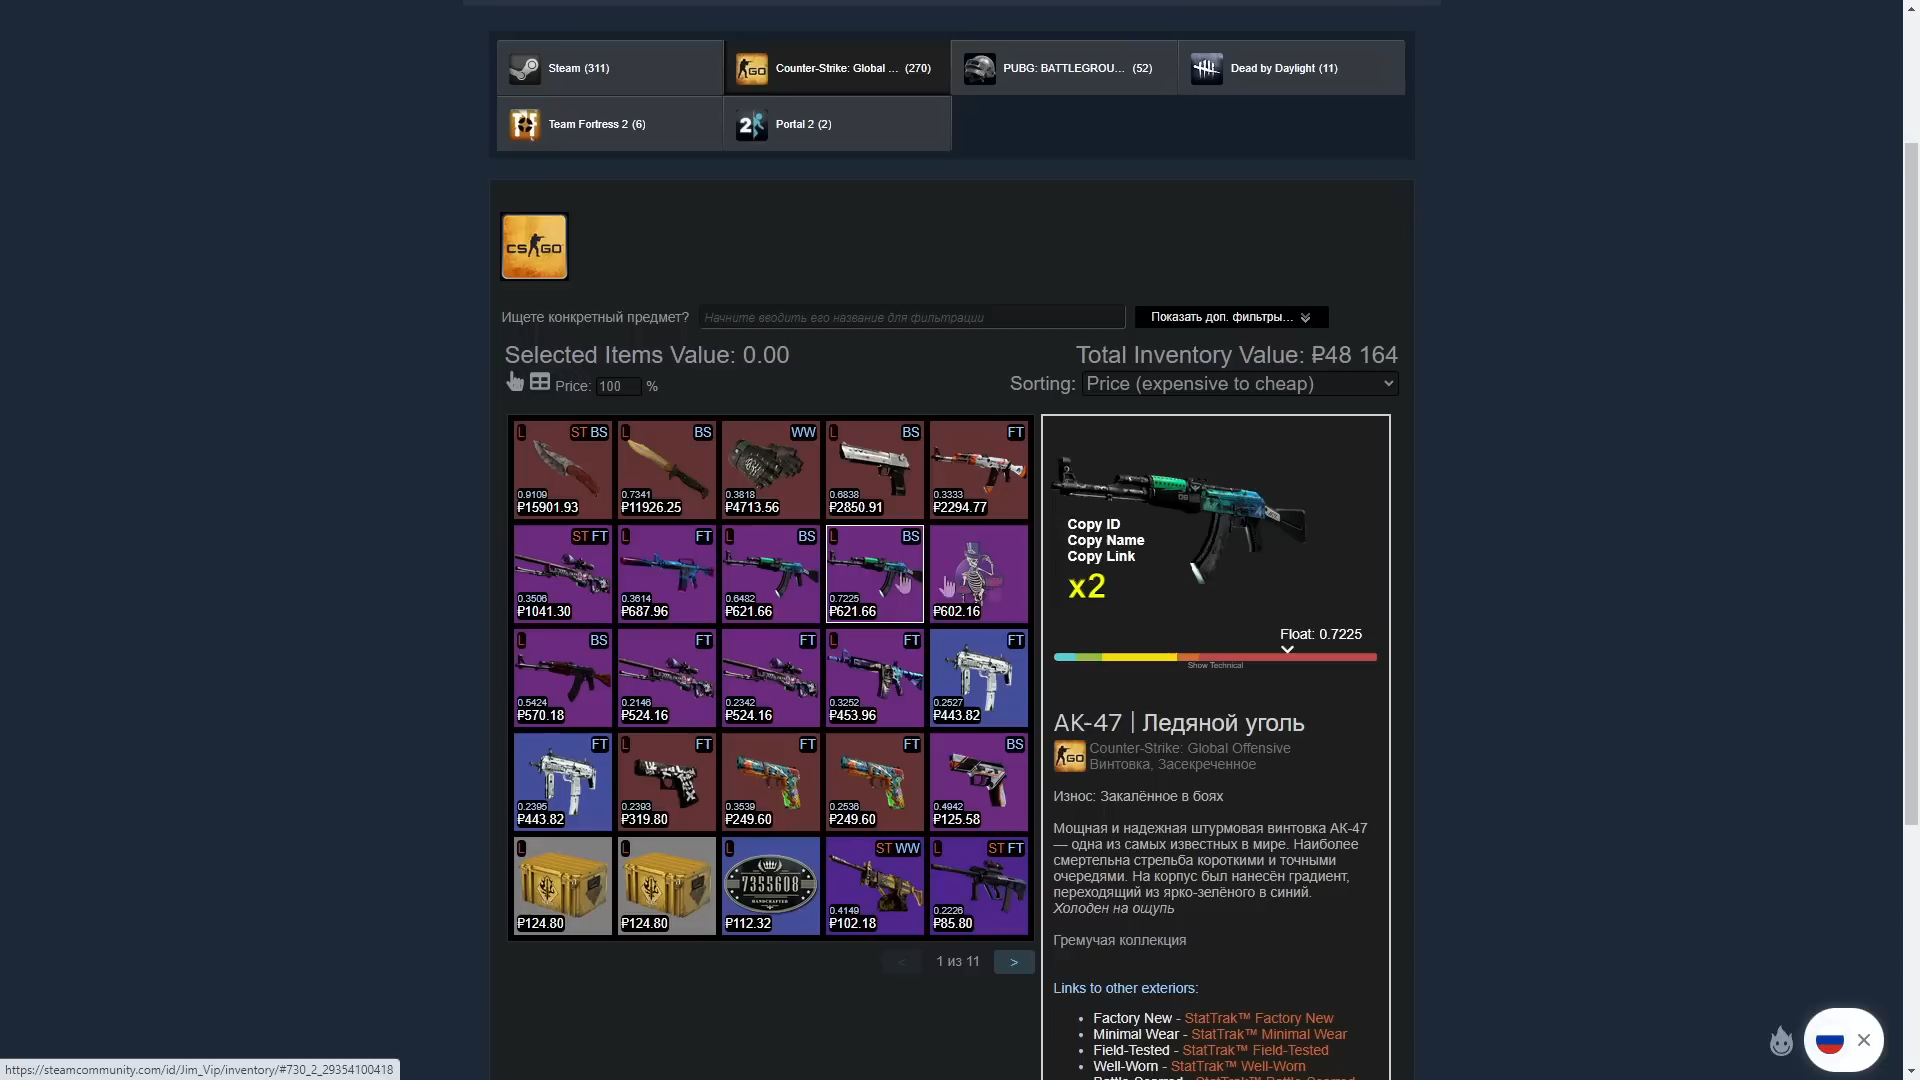 Steam (311)
Counter-Strike: Global ... (270)
PUBG: BATTLEGROU... (52)
Dead by Daylight (11)
Team Fortress 2 (6)
Portal 2 (2)
CS GO
Ищете конкретный предмет?
Начните вводить его название для фильтрации
Показать доп. фильтры...
Selected Items Value: 0.00
Total Inventory Value: ₽48 164
Price: 100 %
Sorting: Price (expensive to cheap)
L ST BS
0.9109
₽15901.93
L BS
0.7341
₽11926.25
WW
0.3818
₽4713.56
L BS
0.6838
₽2850.91
FT
0.3333
₽2294.77
ST FT
0.3506
₽1041.30
L FT
0.3614
₽687.96
L BS
0.6482
₽621.66
L BS
0.7225
₽621.66
₽602.16
L BS
0.5424
₽570.18
FT
0.2146
₽524.16
FT
0.2342
₽524.16
L FT
0.3252
₽453.96
FT
0.2527
₽443.82
FT
0.2395
₽443.82
L FT
0.2393
₽319.80
FT
0.3539
₽249.60
FT
0.2536
₽249.60
BS
0.4942
₽125.58
L
₽124.80
L
₽124.80
L
7355608
HANDCRAFTED
₽112.32
ST WW
0.4149
₽102.18
L ST FT
0.2226
₽85.80
< 1 из 11 >
Copy ID
Copy Name
Copy Link
x2
Float: 0.7225
Show Technical
AK-47 | Ледяной уголь
Counter-Strike: Global Offensive
Винтовка, Засекреченное
Износ: Закалённое в боях
Мощная и надежная штурмовая винтовка AK-47
— одна из самых известных в мире. Наиболее
смертельна стрельба короткими и точными
очередями. На корпус был нанесён градиент,
переходящий из ярко-зелёного в синий.
Холоден на ощупь
Гремучая коллекция
Links to other exteriors:
Factory New - StatTrak™ Factory New
Minimal Wear - StatTrak™ Minimal Wear
Field-Tested - StatTrak™ Field-Tested
Well-Worn - StatTrak™ Well-Worn
Battle-Scarred - StatTrak™ Battle-Scarred
https://steamcommunity.com/id/Jim_Vip/inventory/#730_2_29354100418